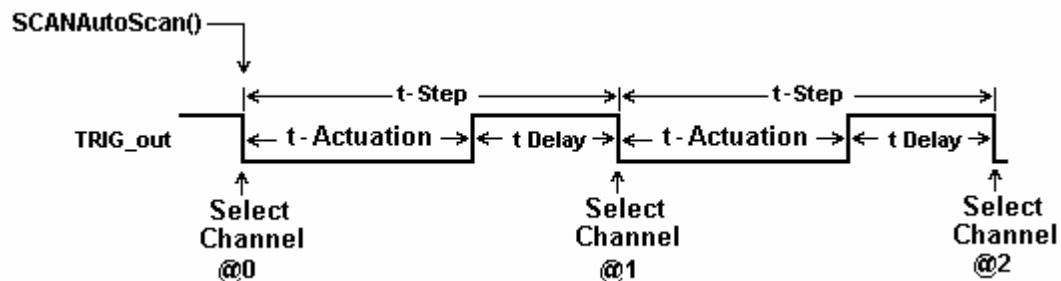 SCANAutoScan()
t-Step
t-Step
TRIG_out
t-Actuation
t Delay
t-Actuation
t Delay
Select
Channel
@0
Select
Channel
@1
Select
Channel
@2